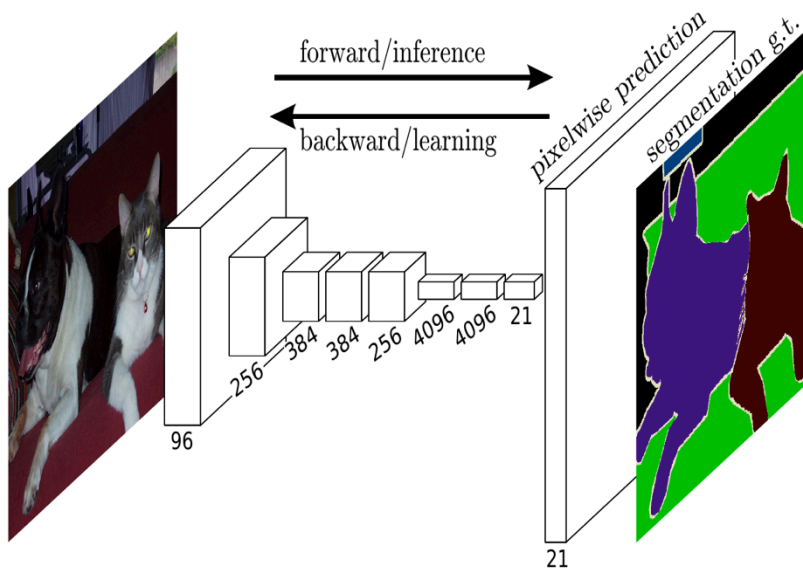 forward/inference
backward/learning
pixelwise prediction
segmentation g.t.
96
256
384
384
256
4096
4096
21
21